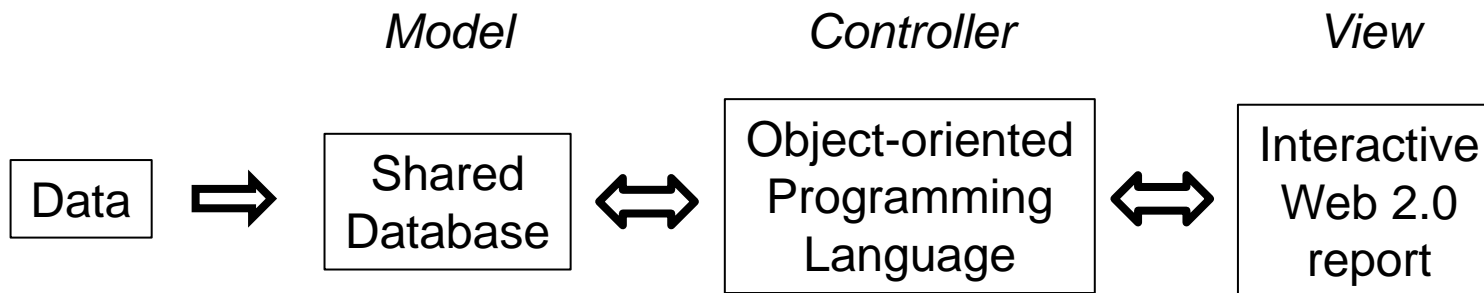 Model
Controller
View
Data
Shared
Database
Object-oriented
Programming
Language
Interactive
Web 2.0
report